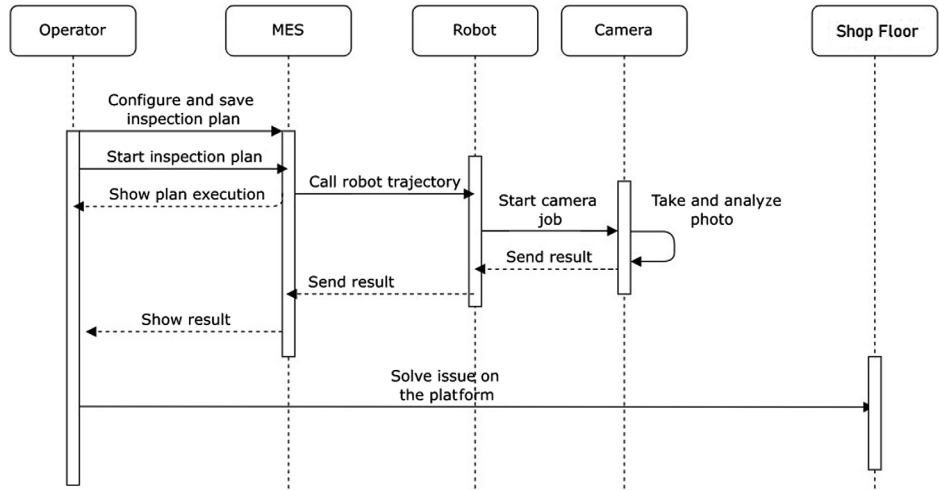 Operator
MES
Robot
Camera
Shop Floor
Configure and save
inspection plan
Start inspection plan
Show plan execution
Call robot trajectory
Start camera
job
Take and analyze
photo
Send result
Send result
Show result
Solve issue on
the platform